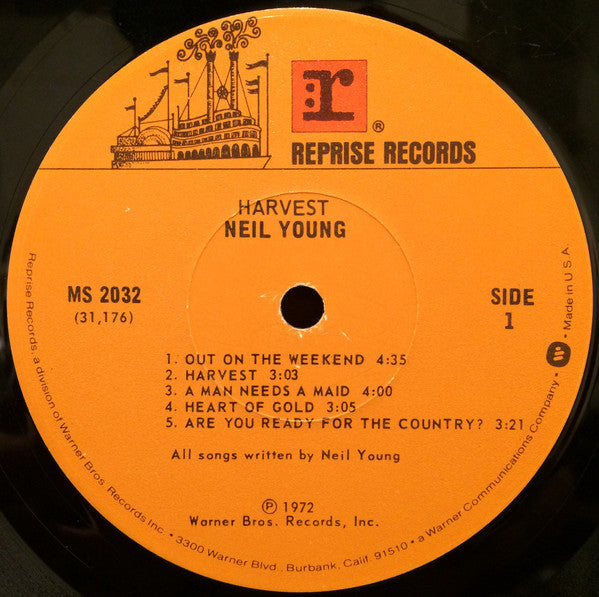 r
®
REPRISE RECORDS
HARVEST
NEIL YOUNG
MS 2032
(31,176)
SIDE
1
1. OUT ON THE WEEKEND 4:35
2. HARVEST 3:03
3. A MAN NEEDS A MAID 4:00
4. HEART OF GOLD 3:05
5. ARE YOU READY FOR THE COUNTRY? 3:21
All songs written by Neil Young
℗ 1972
Warner Bros. Records, Inc.
Reprise Records, a division of Warner Bros. Records Inc. • 3300 Warner Blvd., Burbank, Calif. 91510 • a Warner Communications Company. • Made in U.S.A.